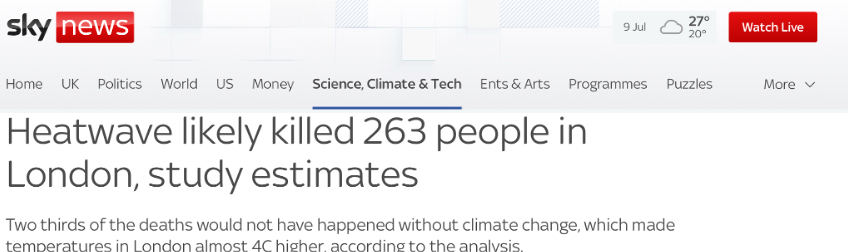 sky news
9 Jul 27° 20° Watch Live
Home UK Politics World US Money Science, Climate & Tech Ents & Arts Programmes Puzzles More
Heatwave likely killed 263 people in
London, study estimates
Two thirds of the deaths would not have happened without climate change, which made
temperatures in London almost 4C higher, according to the analysis.